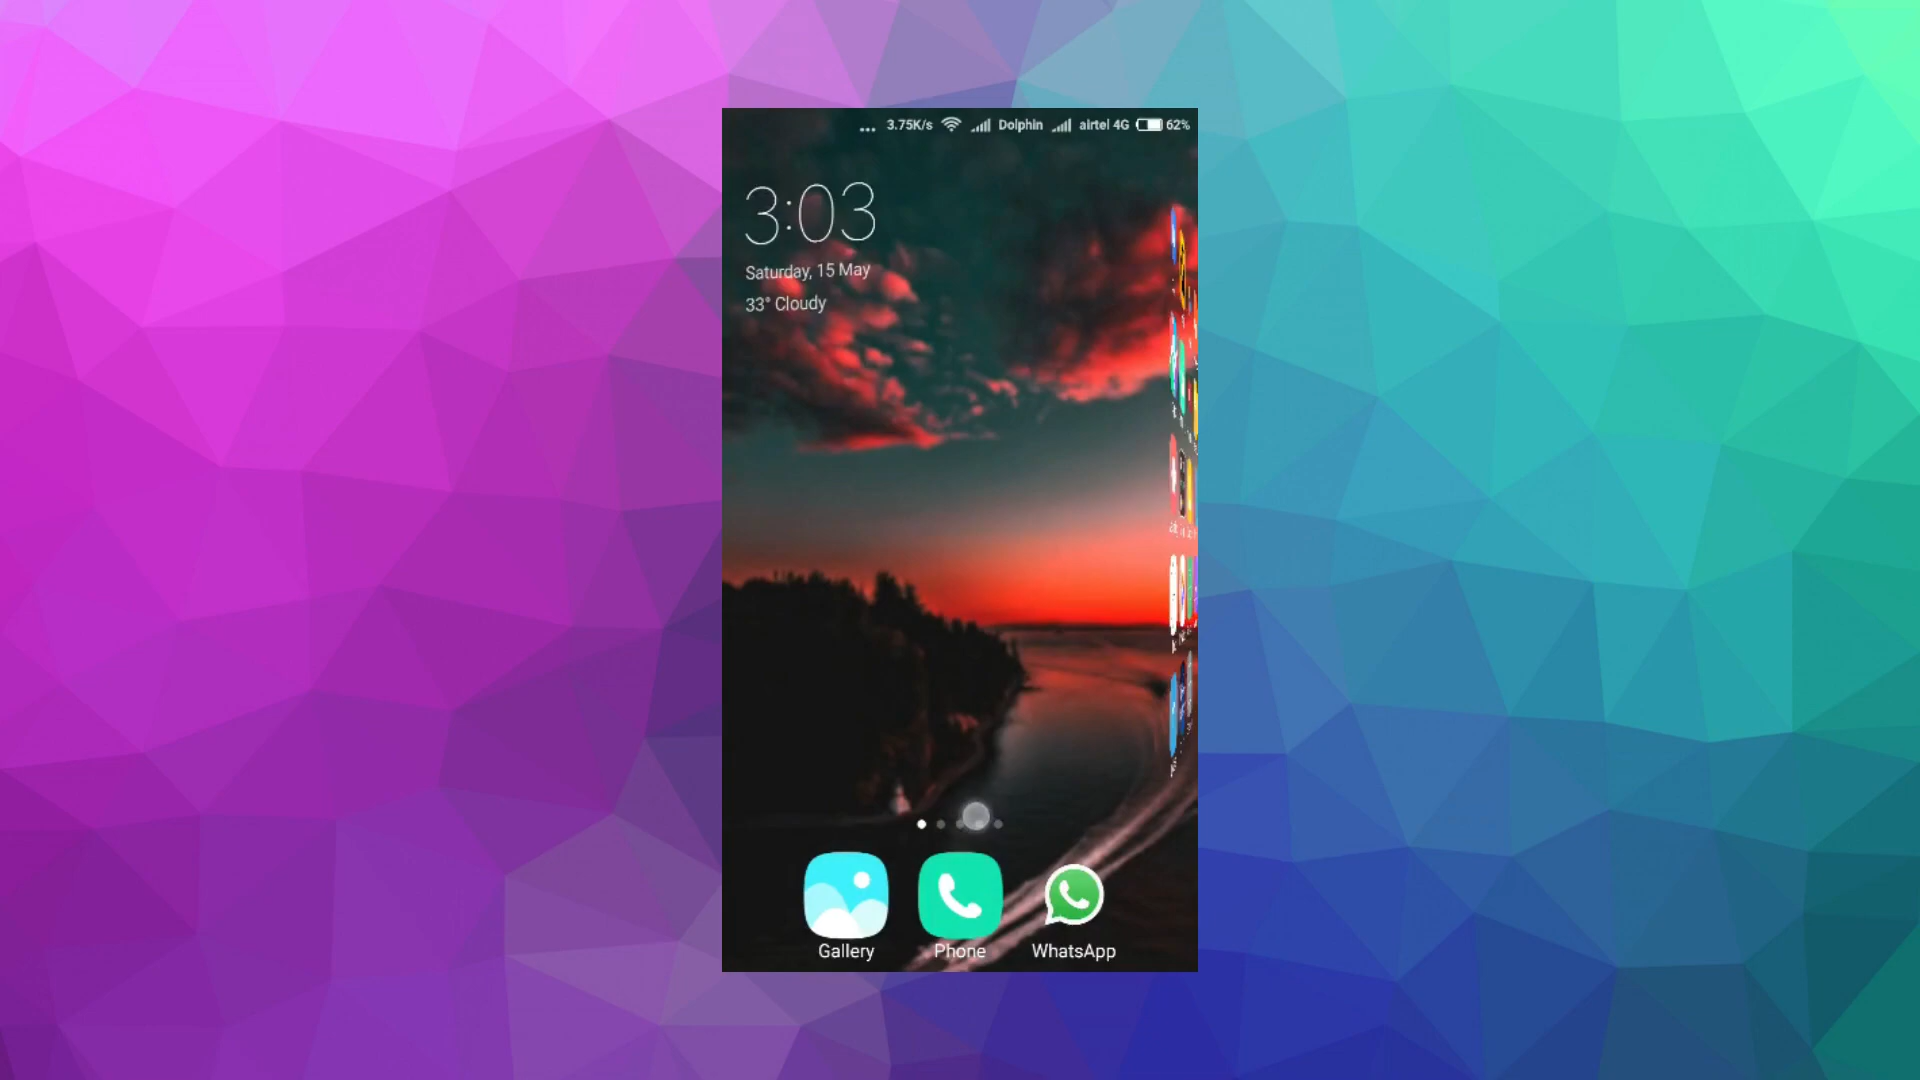 ... 3.75K/s Dolphin airtel 4G 62%
3:03
Saturday, 15 May
33° Cloudy
Gallery Phone WhatsApp